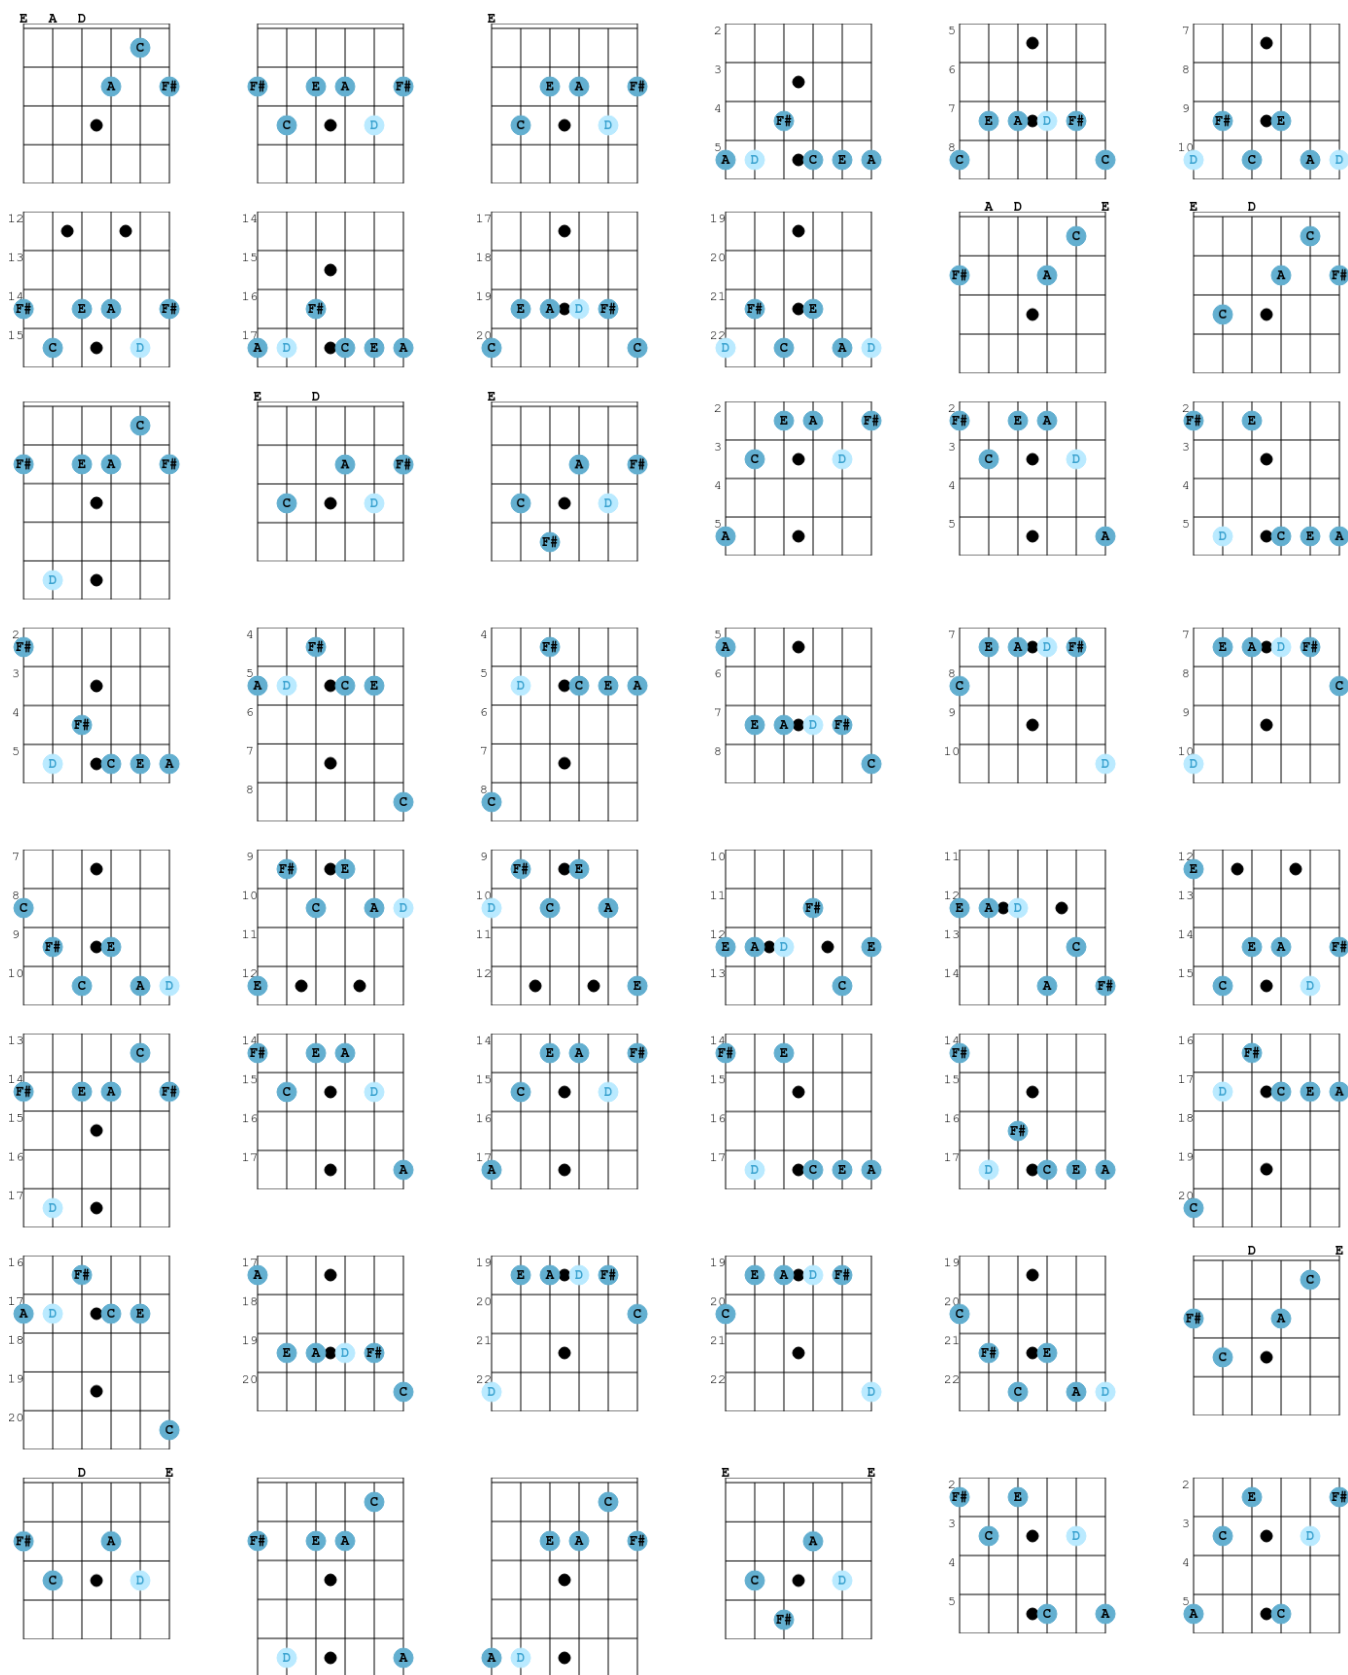 E A D
C
A F#
F# E A F#
C D
E
E A F#
C D
2
3
4 F#
5 A D C E A
5
6
7 E A D F#
8 C C
7
8
9 F# E
10 D C A D
12
13
14 F# E A F#
15 C D
14
15
16 F#
17 A D C E A
17
18
19 E A D F#
20 C C
19
20
21 F# E
22 D C A D
A D E
C
F# A
E D
C
A F#
C
C
F# E A F#
D
E D
A F#
C D
E
A F#
C D
F#
2 E A F#
3 C D
4
5 A
2 F# E A
3 C D
4
5 A
2 F# E
3
4
5 D C E A
2 F#
3
4 F#
5 D C E A
4 F#
5 A D C E
6
7
8 C
4 F#
5 D C E A
6
7
8 C
5 A
6
7 E A D F#
8 C
7 E A D F#
8 C
9
10 D
7 E A D F#
8 C
9
10 D
7
8 C
9 F# E
10 C A D
9 F# E
10 C A D
11
12 E
9 F# E
10 D C A
11
12 E
10
11 F#
12 E A D E
13 C
11
12 E A D
13 C
14 A F#
12 E
13
14 E A F#
15 C D
13 C
14 F# E A F#
15
16
17 D
14 F# E A
15 C D
16
17 A
14 E A F#
15 C D
16
17 A
14 F# E
15
16
17 D C E A
14 F#
15
16 F#
17 D C E A
16 F#
17 D C E A
18
19
20 C
16 F#
17 A D C E
18
19
20 C
17 A
18
19 E A D F#
20 C
19 E A D F#
20 C
21
22 D
19 E A D F#
20 C
21
22 D
19
20 C
21 F# E
22 C A D
D E
C
F# A
C
D E
F# A
C D
C
F# E A
D A
C
E A F#
A D
E E
A
C D
F#
2 F# E
3 C D
4
5 C A
2 E F#
3 C D
4
5 A C